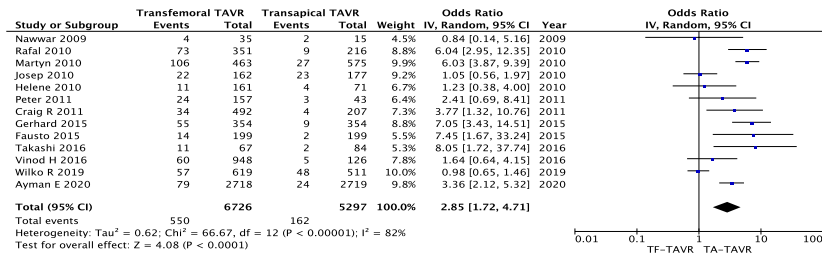 Transfemoral TAVR Transapical TAVR Odds Ratio Odds Ratio
Study or Subgroup Events Total Events Total Weight IV, Random, 95% CI Year IV, Random, 95% CI
Nawwar 2009 4 35 2 15 4.5% 0.84 [0.14, 5.16] 2009
Rafal 2010 73 351 9 216 8.8% 6.04 [2.95, 12.35] 2010
Martyn 2010 106 463 27 575 9.9% 6.03 [3.87, 9.39] 2010
Josep 2010 22 162 23 177 9.4% 1.05 [0.56, 1.97] 2010
Helene 2010 11 161 4 71 6.9% 1.23 [0.38, 4.00] 2010
Peter 2011 24 157 3 43 6.6% 2.41 [0.69, 8.41] 2011
Craig R 2011 34 492 4 207 7.5% 3.77 [1.32, 10.76] 2011
Gerhard 2015 55 354 9 354 8.8% 7.05 [3.43, 14.51] 2015
Fausto 2015 14 199 2 199 5.5% 7.45 [1.67, 33.24] 2015
Takashi 2016 11 67 2 84 5.3% 8.05 [1.72, 37.74] 2016
Vinod H 2016 60 948 5 126 8.0% 1.64 [0.64, 4.15] 2016
Wilko R 2019 57 619 48 511 10.0% 0.98 [0.65, 1.46] 2019
Ayman E 2020 79 2718 24 2719 9.8% 3.36 [2.12, 5.32] 2020
Total (95% CI) 6726 5297 100.0% 2.85 [1.72, 4.71]
Total events 550 162
Heterogeneity: Tau² = 0.62; Chi² = 66.67, df = 12 (P < 0.00001); I² = 82%
Test for overall effect: Z = 4.08 (P < 0.0001)
0.01 0.1 1 10 100
TF-TAVR TA-TAVR